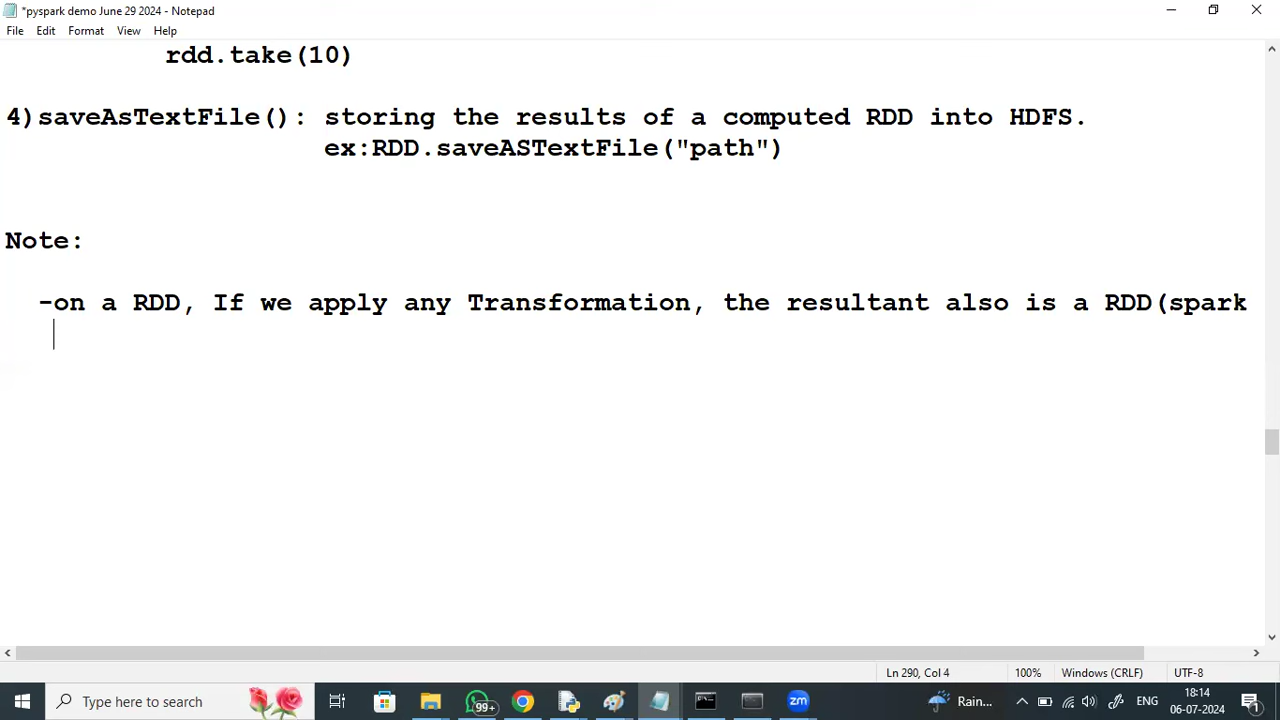 *pyspark demo June 29 2024 - Notepad
File Edit Format View Help
rdd.take(10)
4)saveAsTextFile(): storing the results of a computed RDD into HDFS.
ex:RDD.saveASTextFile("path")
Note:
-on a RDD, If we apply any Transformation, the resultant also is a RDD(spark
Ln 290, Col 4 100% Windows (CRLF) UTF-8
Type here to search 99+ zm Rain... ENG 18:14 06-07-2024 1